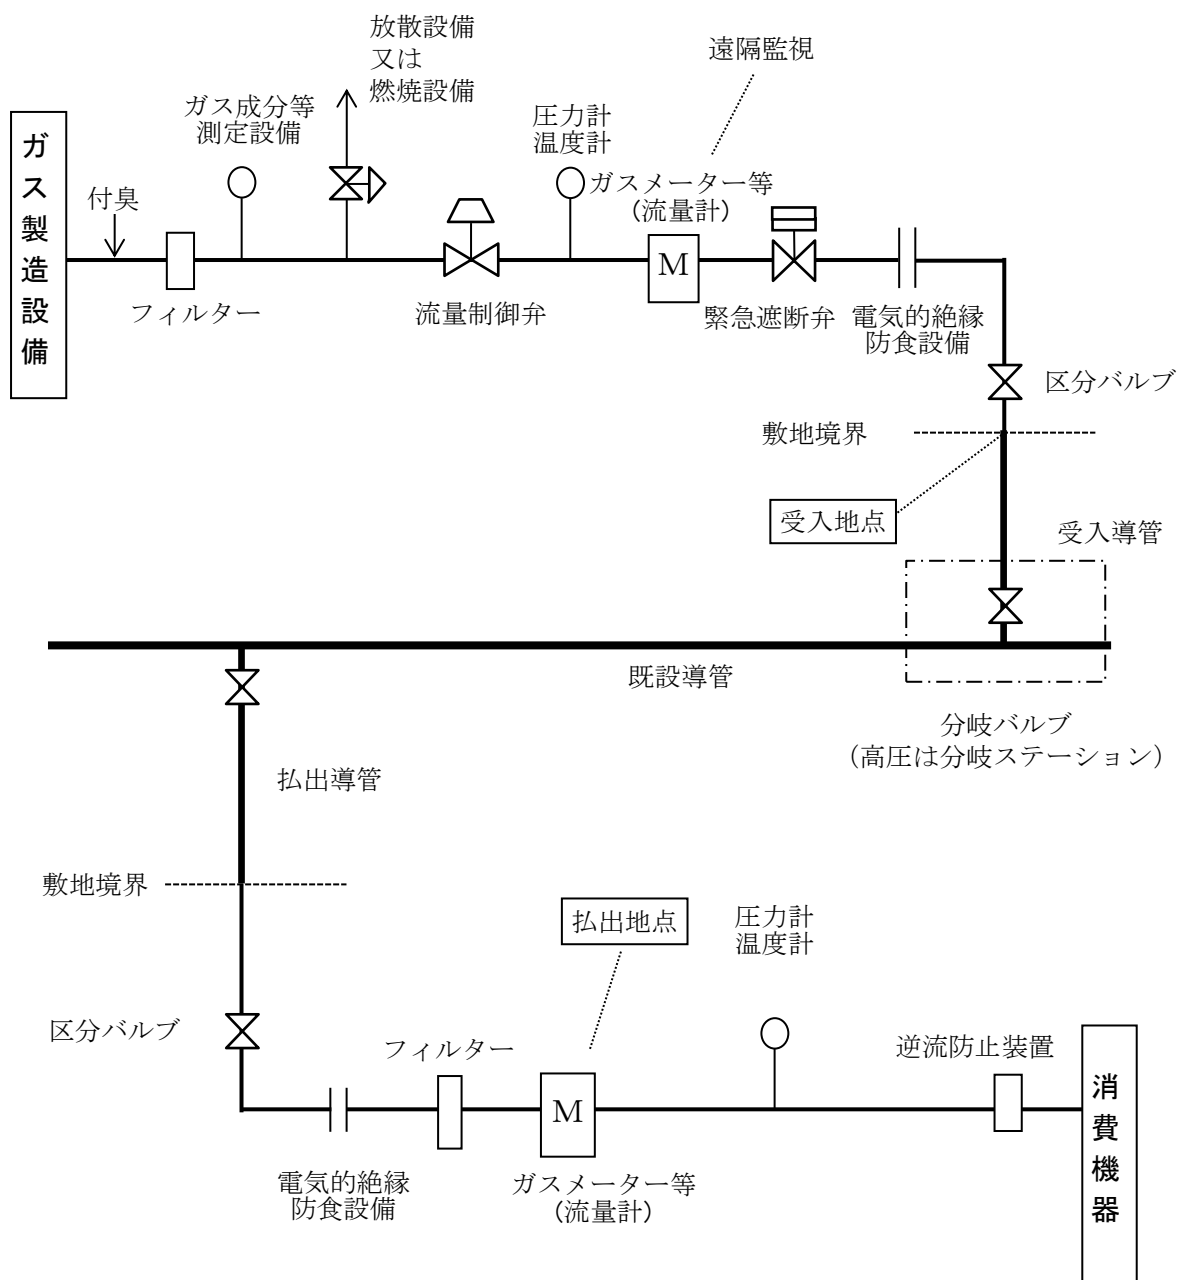 放散設備
又は
燃焼設備
遠隔監視
ガス成分等
測定設備
圧力計
温度計
ガス製造設備
付臭
ガスメーター等
(流量計)
M
フィルター
流量制御弁
緊急遮断弁
電気的絶縁
防食設備
区分バルブ
敷地境界
受入地点
受入導管
既設導管
分岐バルブ
（高圧は分岐ステーション）
払出導管
敷地境界
払出地点
圧力計
温度計
区分バルブ
フィルター
逆流防止装置
M
消費機器
電気的絶縁
防食設備
ガスメーター等
(流量計)